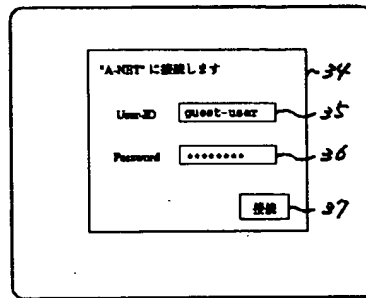 "A-NET" に接続します 34
User-ID guest-user 35
Password ******** 36
接続 37